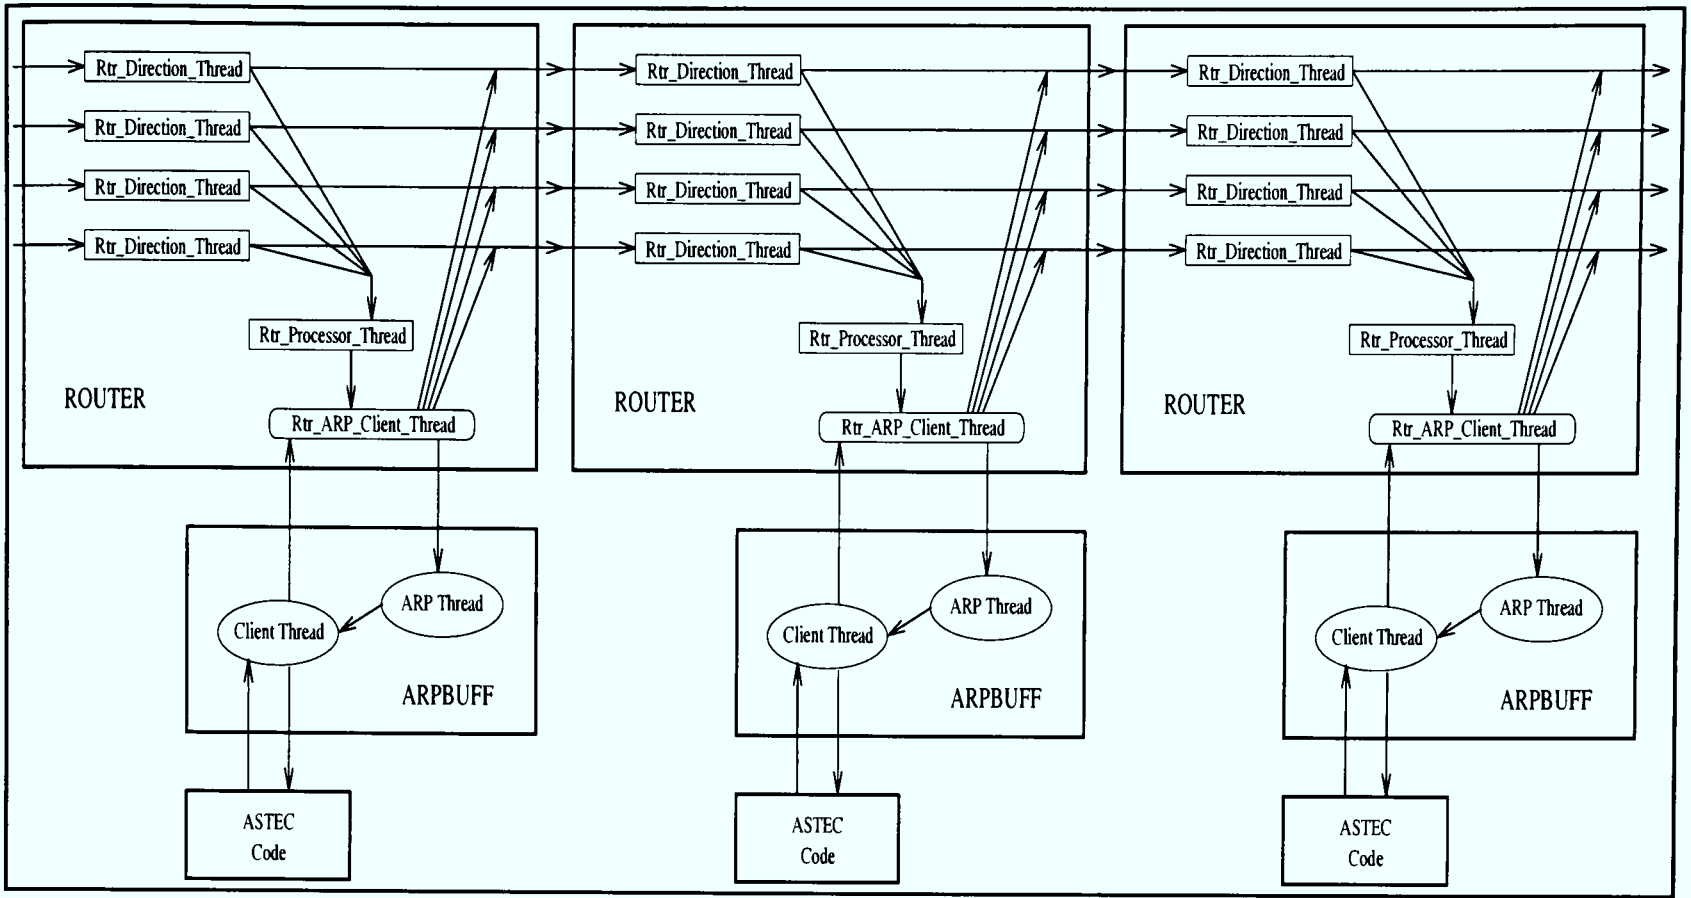 Rtr_Direction_Thread
Rtr_Direction_Thread
Rtr_Direction_Thread
Rtr_Direction_Thread
Rtr_Processor_Thread
ROUTER
Rtr_ARP_Client_Thread
ARP Thread
Client Thread
ARPBUFF
ASTEC
Code
Rtr_Direction_Thread
Rtr_Direction_Thread
Rtr_Direction_Thread
Rtr_Direction_Thread
Rtr_Processor_Thread
ROUTER
Rtr_ARP_Client_Thread
ARP Thread
Client Thread
ARPBUFF
ASTEC
Code
Rtr_Direction_Thread
Rtr_Direction_Thread
Rtr_Direction_Thread
Rtr_Direction_Thread
Rtr_Processor_Thread
ROUTER
Rtr_ARP_Client_Thread
ARP Thread
Client Thread
ARPBUFF
ASTEC
Code